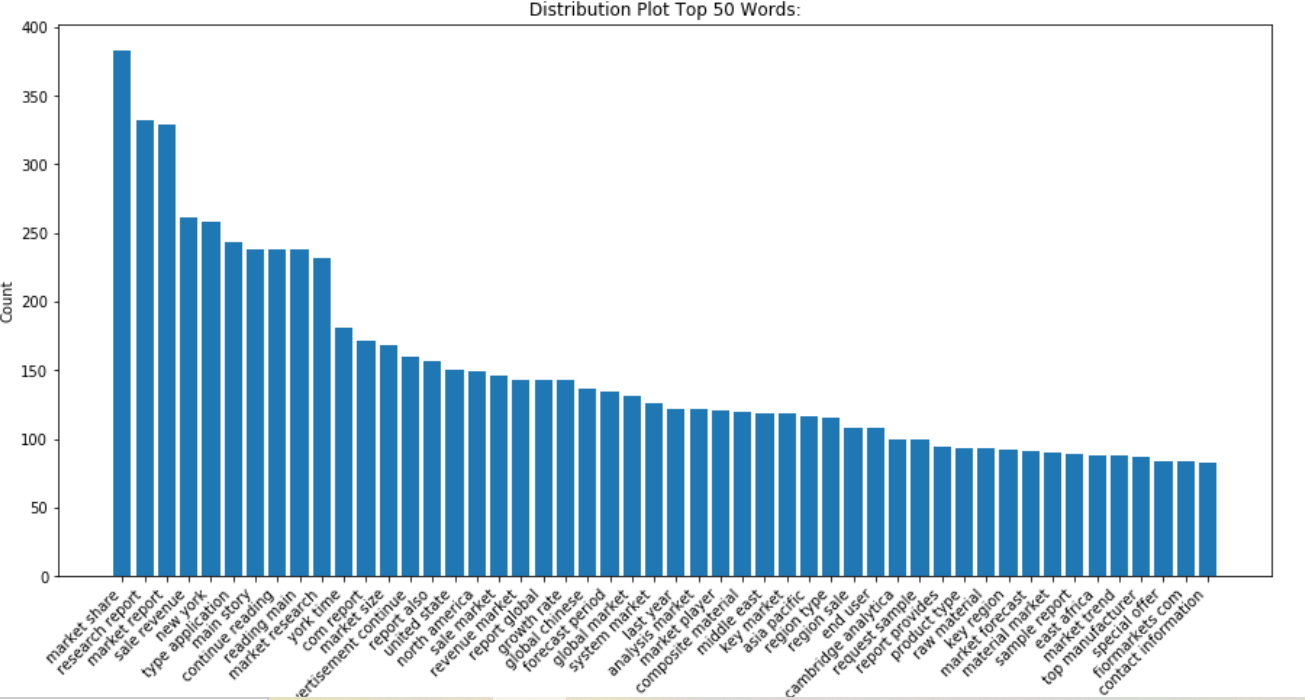 Distribution Plot Top 50 Words:
400
350
300
250
200
150
100
50
0
Count
market share
research report
market report
sale revenue
new york
type application
main story
continue reading
reading main
market research
york time
com report
market size
ertisement continue
report also
united state
north america
sale market
revenue market
report global
growth rate
global chinese
forecast period
global market
system market
last year
analysis market
market player
composite material
middle east
key market
asia pacific
region type
region sale
end user
cambridge analytica
request sample
report provides
product type
raw material
key region
market forecast
material market
sample report
east africa
market trend
top manufacturer
special offer
fiormarkets com
contact information